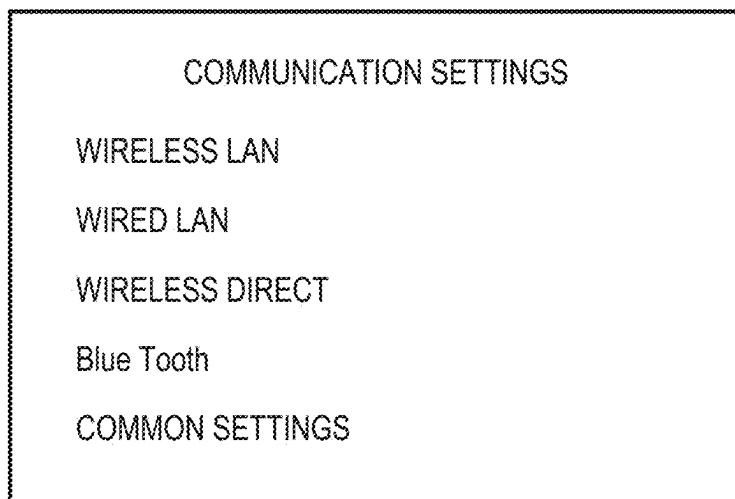 COMMUNICATION SETTINGS
WIRELESS LAN
WIRED LAN
WIRELESS DIRECT
Blue Tooth
COMMON SETTINGS